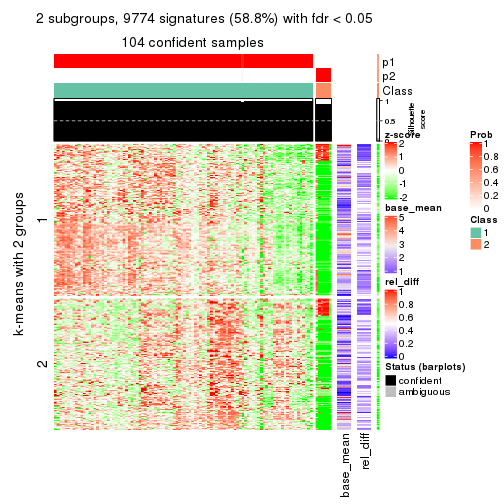 2 subgroups, 9774 signatures (58.8%) with fdr < 0.05
104 confident samples
p1
p2
Class
1
0.5
0
Silhouette
score
k-means with 2 groups
1
2
base_mean
rel_diff
z-score
2
1
0
-1
-2
base_mean
5
4
3
2
1
rel_diff
1
0.8
0.6
0.4
0.2
0
Status (barplots)
confident
ambiguous
Prob
1
0.8
0.6
0.4
0.2
0
Class
1
2